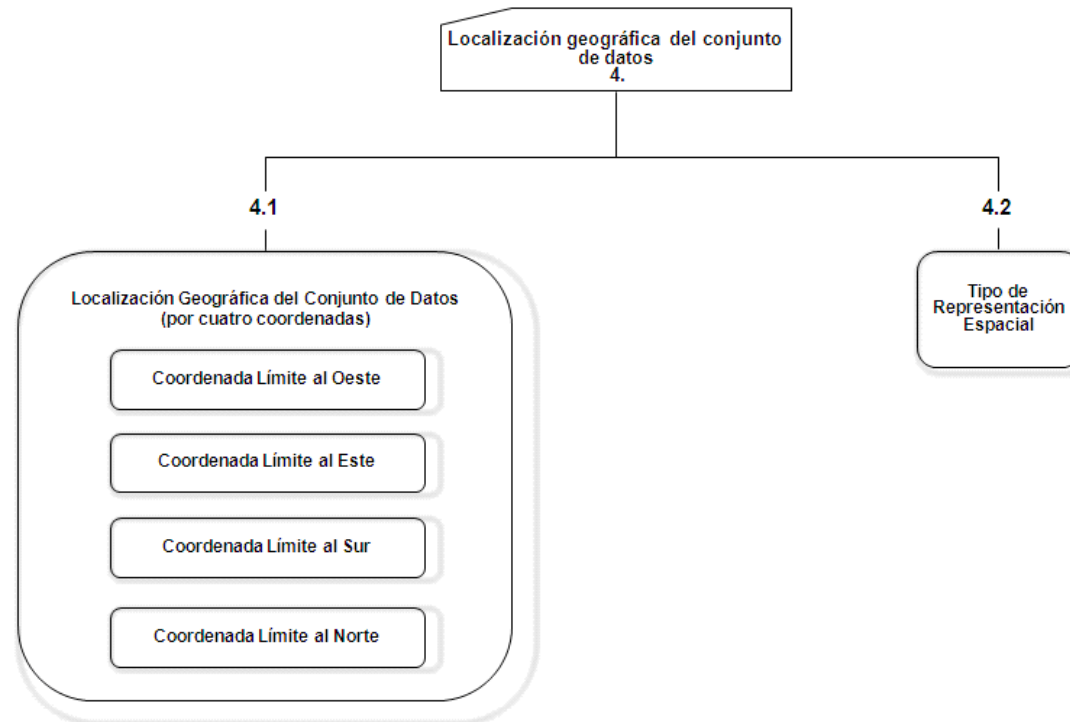 Localización geográfica del conjunto
de datos
4.
4.1
4.2
Localización Geográfica del Conjunto de Datos
(por cuatro coordenadas)
Coordenada Límite al Oeste
Coordenada Límite al Este
Coordenada Límite al Sur
Coordenada Límite al Norte
Tipo de
Representación
Espacial